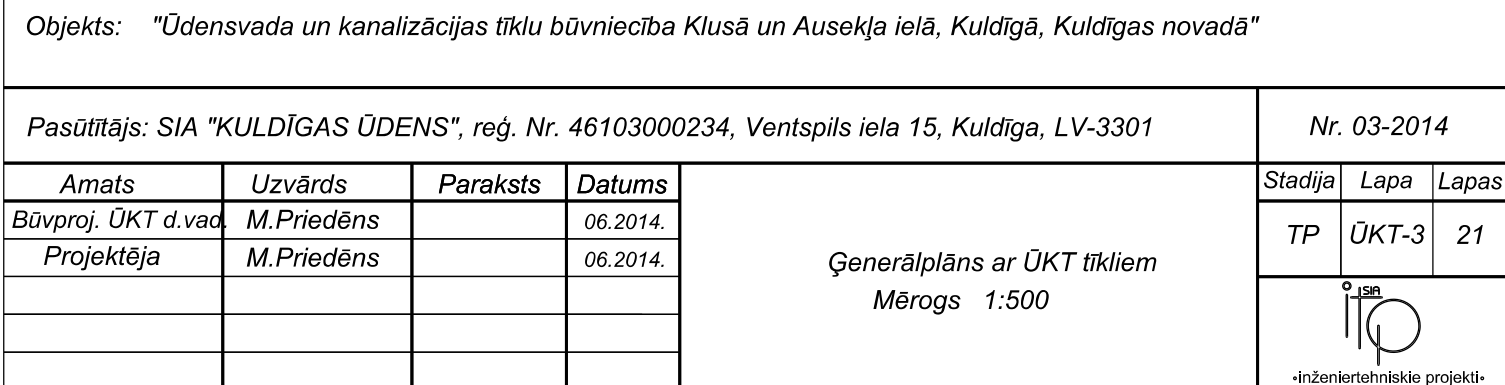 Objekts: "Ūdensvada un kanalizācijas tīklu būvniecība Klusā un Ausekļa ielā, Kuldīgā, Kuldīgas novadā"
Pasūtītājs: SIA "KULDĪGAS ŪDENS", reģ. Nr. 46103000234, Ventspils iela 15, Kuldīga, LV-3301 Nr. 03-2014
Amats Uzvārds Paraksts Datums Stadija Lapa Lapas
Būvproj. ŪKT d.vad. M.Priedēns 06.2014. TP ŪKT-3 21
Projektēja M.Priedēns 06.2014.
Ģenerālplāns ar ŪKT tīkliem
Mērogs 1:500
SIA
itp
•inženiertehniskie projekti•